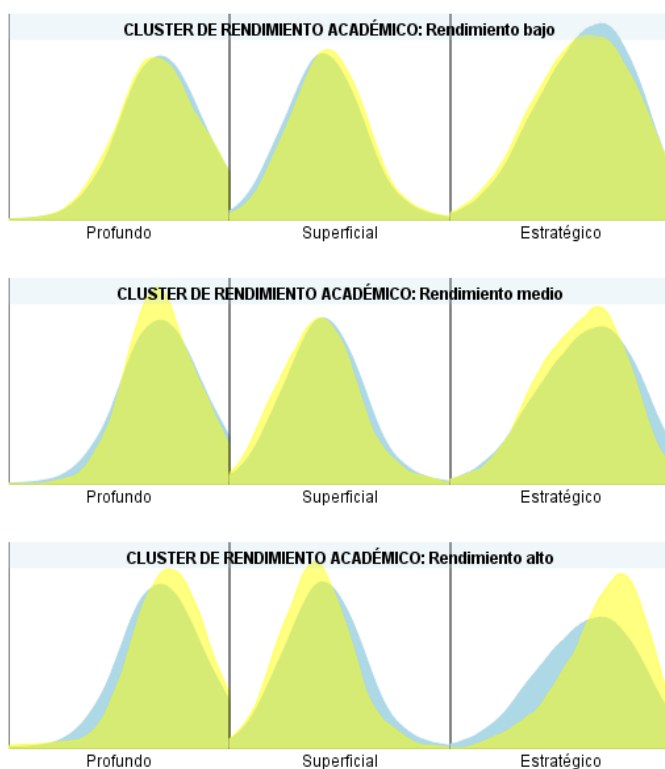 CLUSTER DE RENDIMIENTO ACADÉMICO: Rendimiento bajo
Profundo Superficial Estratégico
CLUSTER DE RENDIMIENTO ACADÉMICO: Rendimiento medio
Profundo Superficial Estratégico
CLUSTER DE RENDIMIENTO ACADÉMICO: Rendimiento alto
Profundo Superficial Estratégico